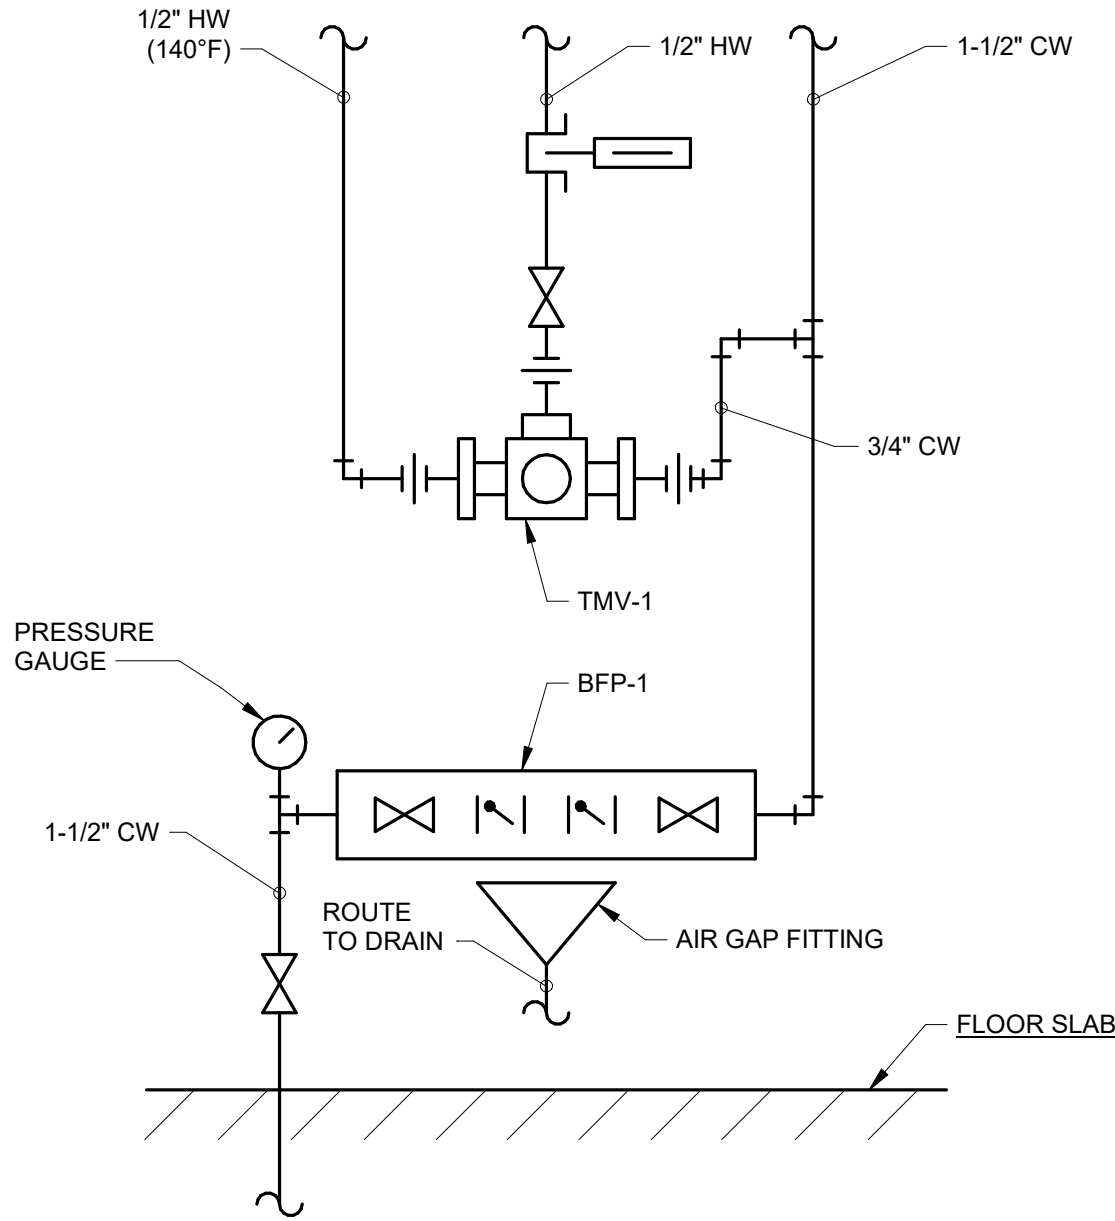 1/2" HW
(140°F)
1/2" HW
1-1/2" CW
3/4" CW
TMV-1
PRESSURE
GAUGE
BFP-1
1-1/2" CW
ROUTE
TO DRAIN
AIR GAP FITTING
FLOOR SLAB